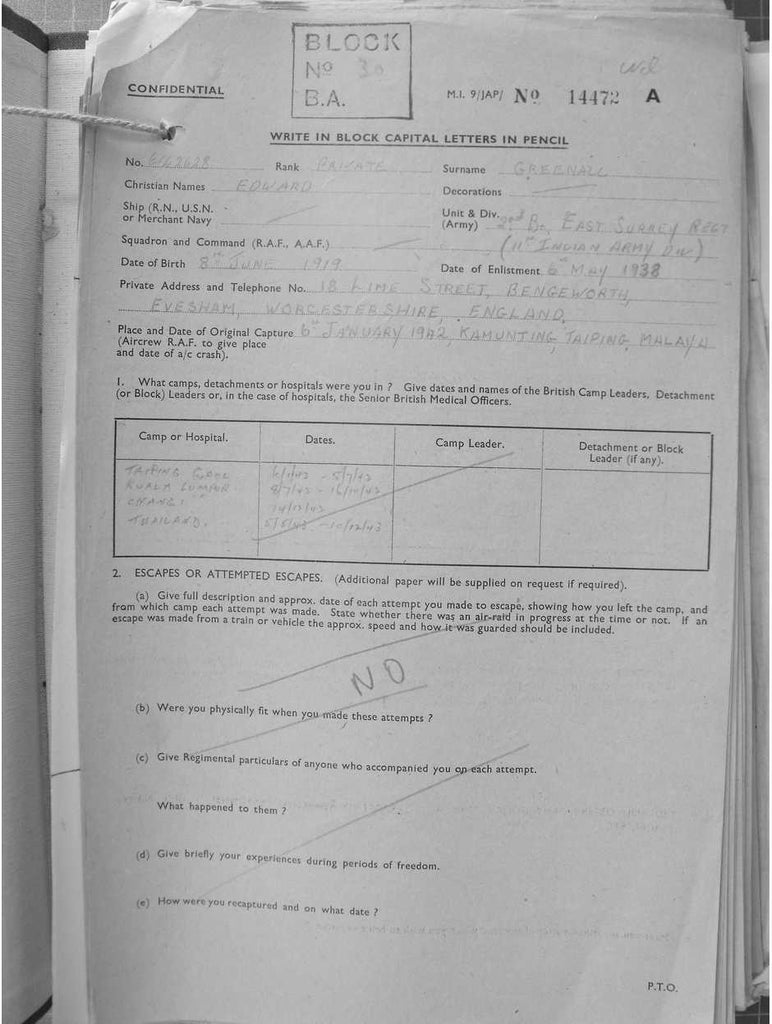 BLOCK
Nº 30
B.A.
CONFIDENTIAL
M.I. 9/JAP/ Nº 14472 A
WRITE IN BLOCK CAPITAL LETTERS IN PENCIL
No. Rank PRIVATE Surname GREENALL
Christian Names EDWARD Decorations
Ship (R.N., U.S.N.
or Merchant Navy
Unit & Div.
(Army) 2nd Bn. EAST SURREY REGT
(11th INDIAN ARMY DIV)
Squadron and Command (R.A.F., A.A.F.)
Date of Birth 8TH JUNE 1919 Date of Enlistment 6TH MAY 1938
Private Address and Telephone No. 18 LIME STREET, BENGEWORTH,
EVESHAM, WORCESTERSHIRE, ENGLAND.
Place and Date of Original Capture 6TH JANUARY 1942, KAMUNTING, TAIPING, MALAYA
(Aircrew R.A.F. to give place
and date of a/c crash).
1. What camps, detachments or hospitals were you in ? Give dates and names of the British Camp Leaders, Detachment
(or Block) Leaders or, in the case of hospitals, the Senior British Medical Officers.
Camp or Hospital. Dates. Camp Leader. Detachment or Block
Leader (if any).
TAIPING GOAL
KUALA LUMPUR
CHANGI
THAILAND. 5/5/43 - 10/12/43
2. ESCAPES OR ATTEMPTED ESCAPES. (Additional paper will be supplied on request if required).
(a) Give full description and approx. date of each attempt you made to escape, showing how you left the camp, and
from which camp each attempt was made. State whether there was an air-raid in progress at the time or not. If an
escape was made from a train or vehicle the approx. speed and how it was guarded should be included.
NO
(b) Were you physically fit when you made these attempts ?
(c) Give Regimental particulars of anyone who accompanied you on each attempt.
What happened to them ?
(d) Give briefly your experiences during periods of freedom.
(e) How were you recaptured and on what date ?
P.T.O.